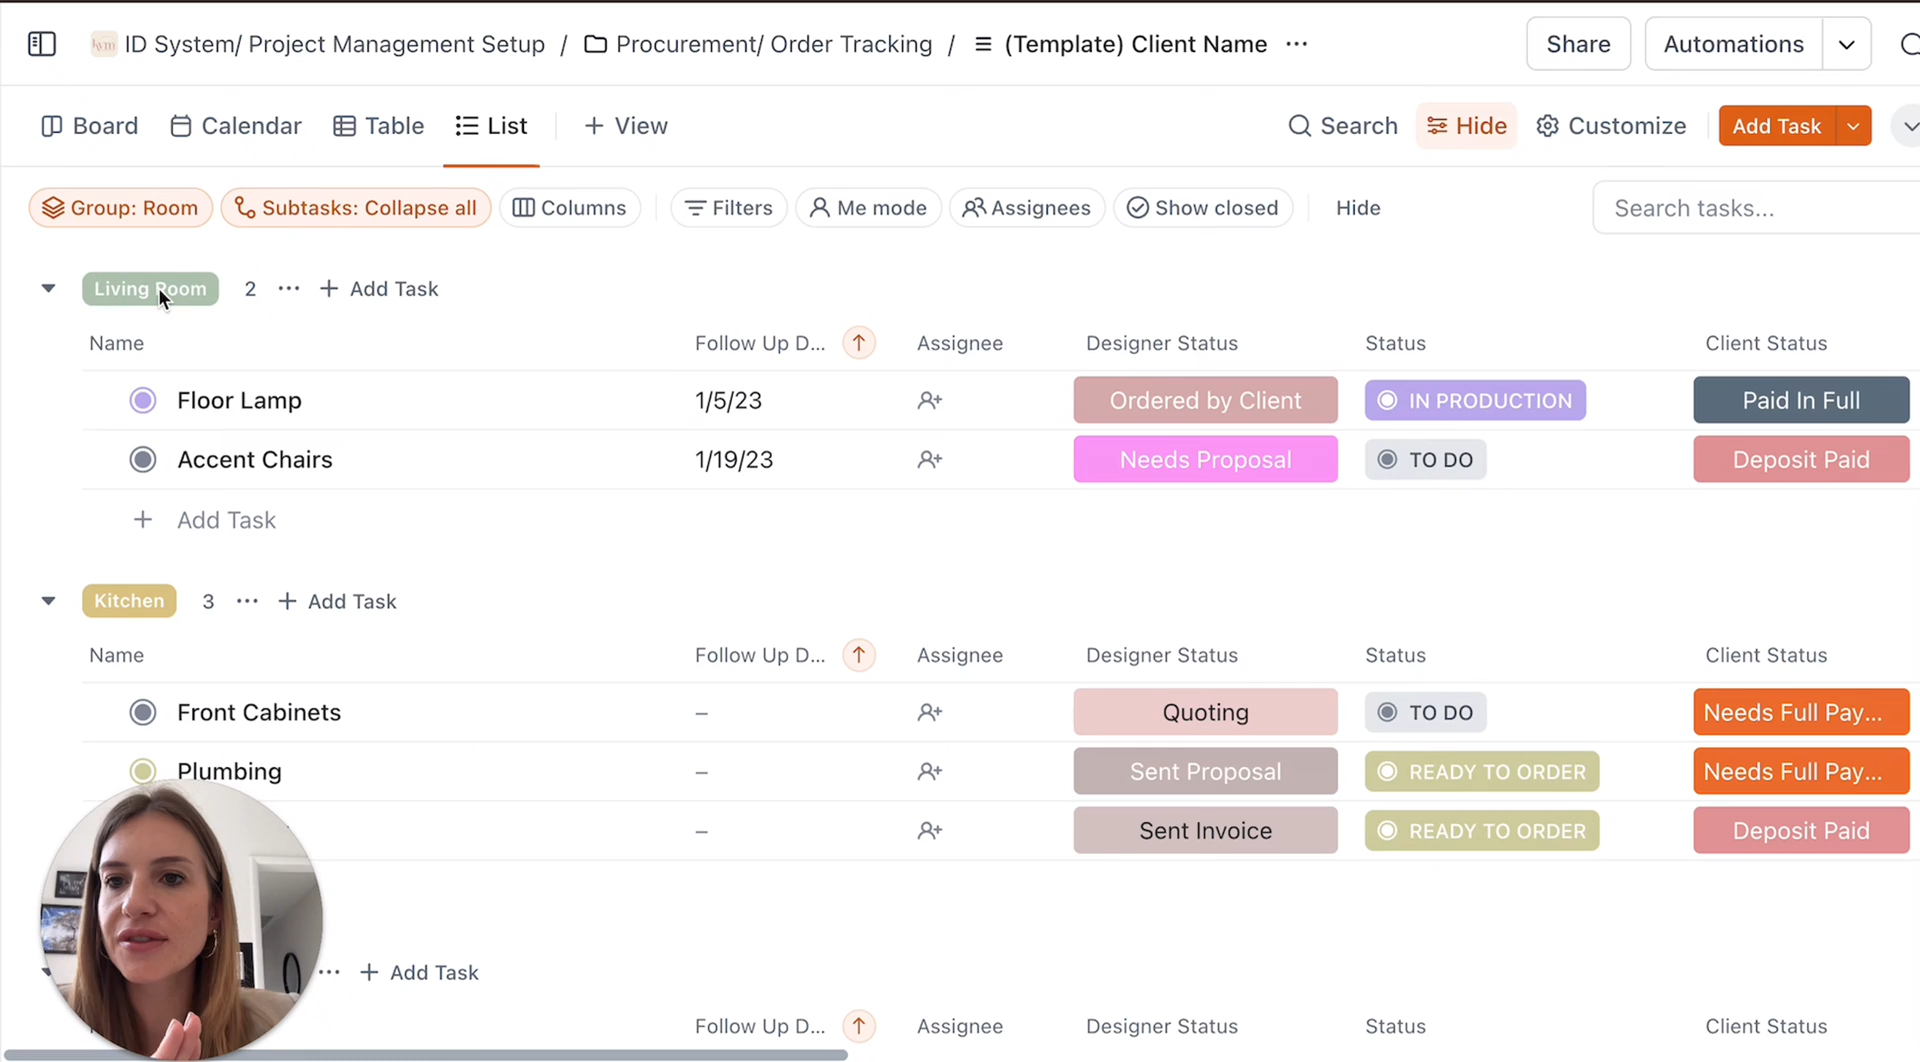 ID System/ Project Management Setup / Procurement/ Order Tracking / (Template) Client Name ... Share Automations
Board Calendar Table List + View Search Hide Customize Add Task
Group: Room Subtasks: Collapse all Columns Filters Me mode Assignees Show closed Hide Search tasks...
Living Room 2 ... + Add Task
Name Follow Up D... Assignee Designer Status Status Client Status
Floor Lamp 1/5/23 Ordered by Client IN PRODUCTION Paid In Full
Accent Chairs 1/19/23 Needs Proposal TO DO Deposit Paid
+ Add Task
Kitchen 3 ... + Add Task
Name Follow Up D... Assignee Designer Status Status Client Status
Front Cabinets – Quoting TO DO Needs Full Pay...
Plumbing – Sent Proposal READY TO ORDER Needs Full Pay...
– Sent Invoice READY TO ORDER Deposit Paid
... + Add Task
Follow Up D... Assignee Designer Status Status Client Status